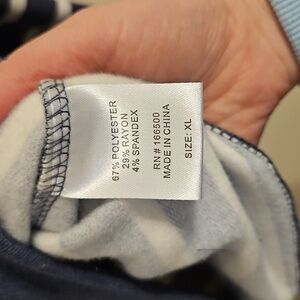 67% POLYESTER
29% RAYON
4% SPANDEX
RN # 166500
MADE IN CHINA
SIZE: XL